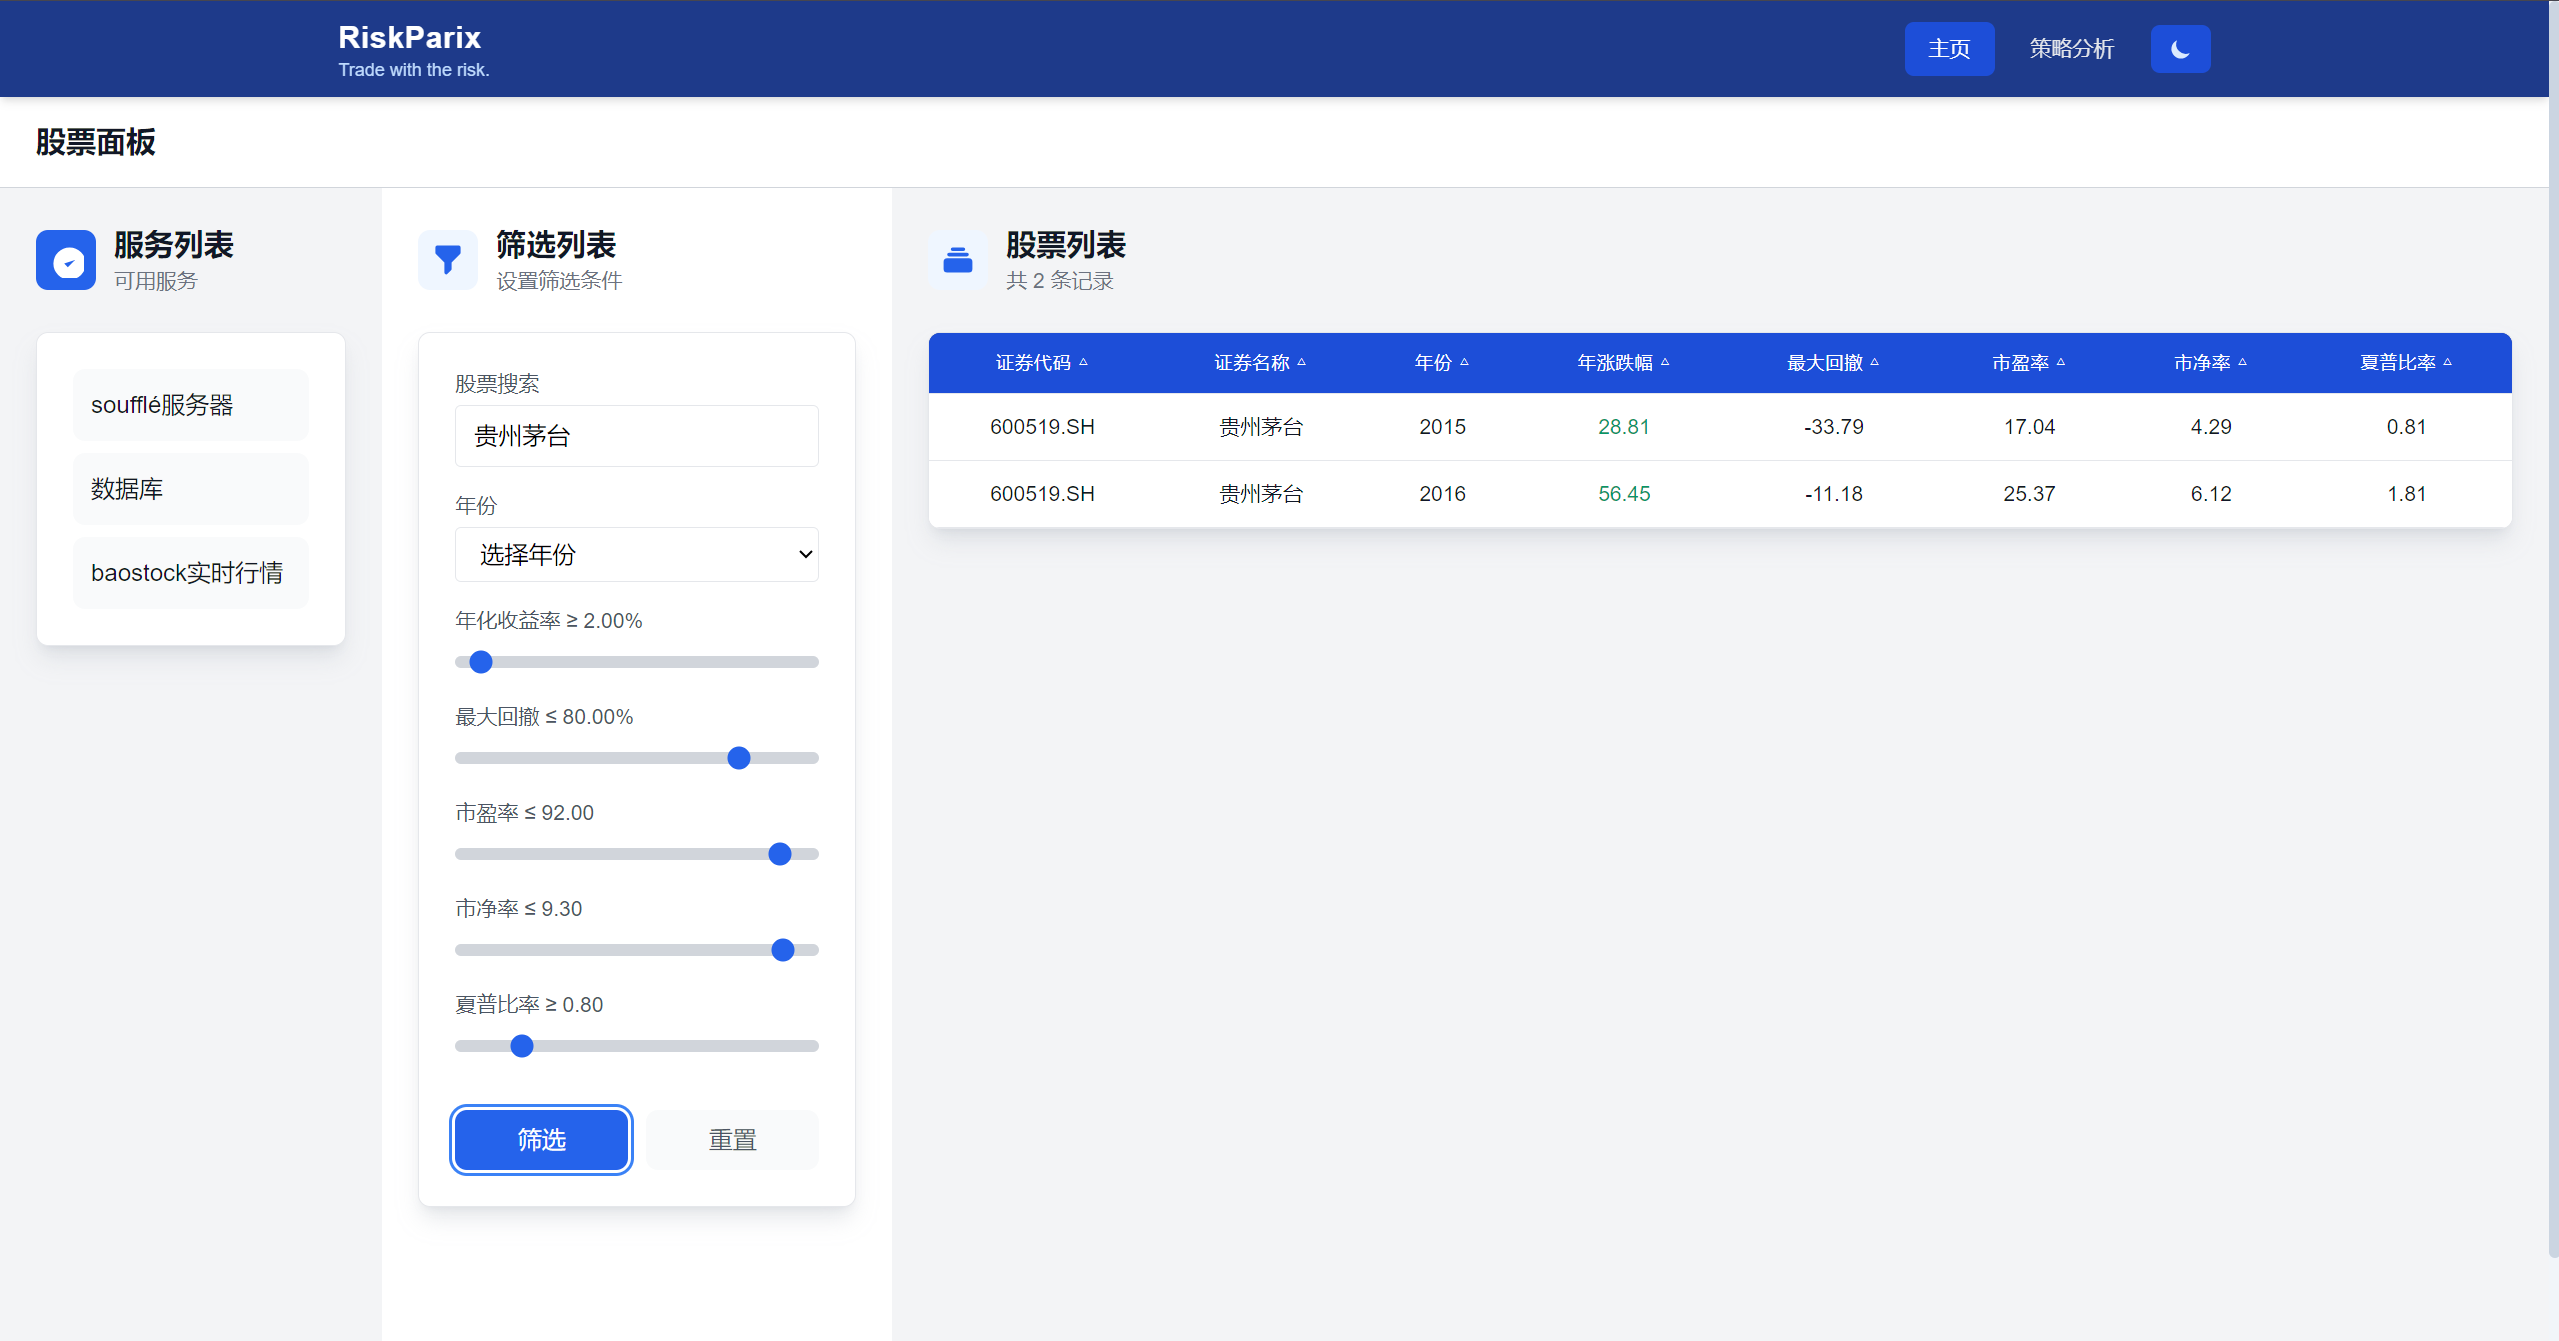 RiskParix
Trade with the risk.
主页
策略分析
股票面板
服务列表
可用服务
soufflé服务器
数据库
baostock实时行情
筛选列表
设置筛选条件
股票搜索
贵州茅台
年份
选择年份
年化收益率 ≥ 2.00%
最大回撤 ≤ 80.00%
市盈率 ≤ 92.00
市净率 ≤ 9.30
夏普比率 ≥ 0.80
筛选 重置
股票列表
共 2 条记录
证券代码 △ 证券名称 △ 年份 △ 年涨跌幅 △ 最大回撤 △ 市盈率 △ 市净率 △ 夏普比率 △
600519.SH 贵州茅台 2015 28.81 -33.79 17.04 4.29 0.81
600519.SH 贵州茅台 2016 56.45 -11.18 25.37 6.12 1.81